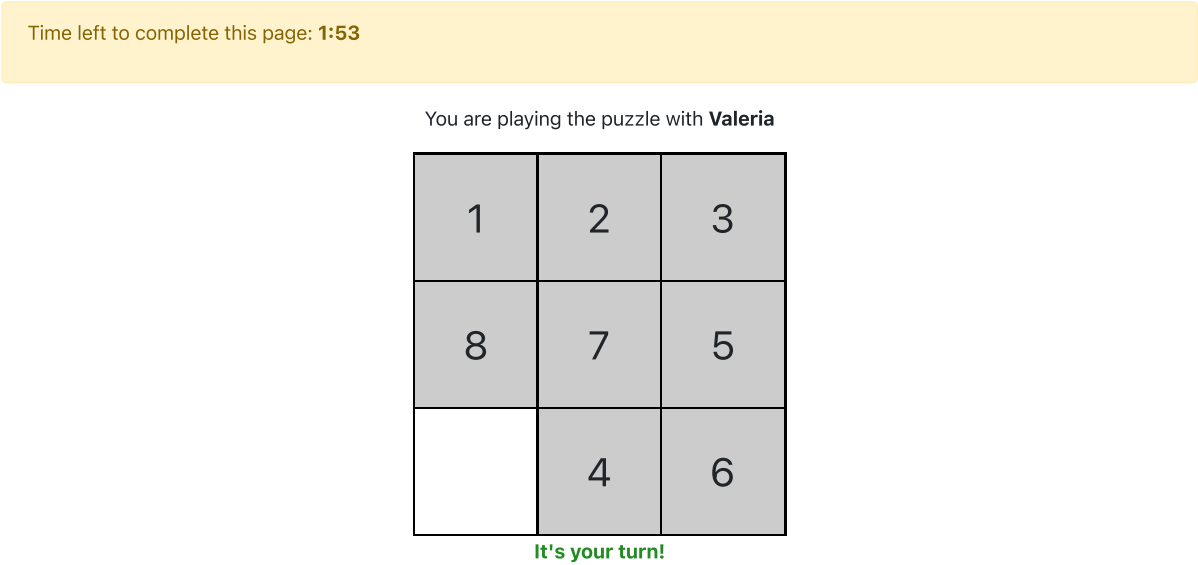 Time left to complete this page: 1:53
You are playing the puzzle with Valeria
1 2 3
8 7 5
4 6
It's your turn!